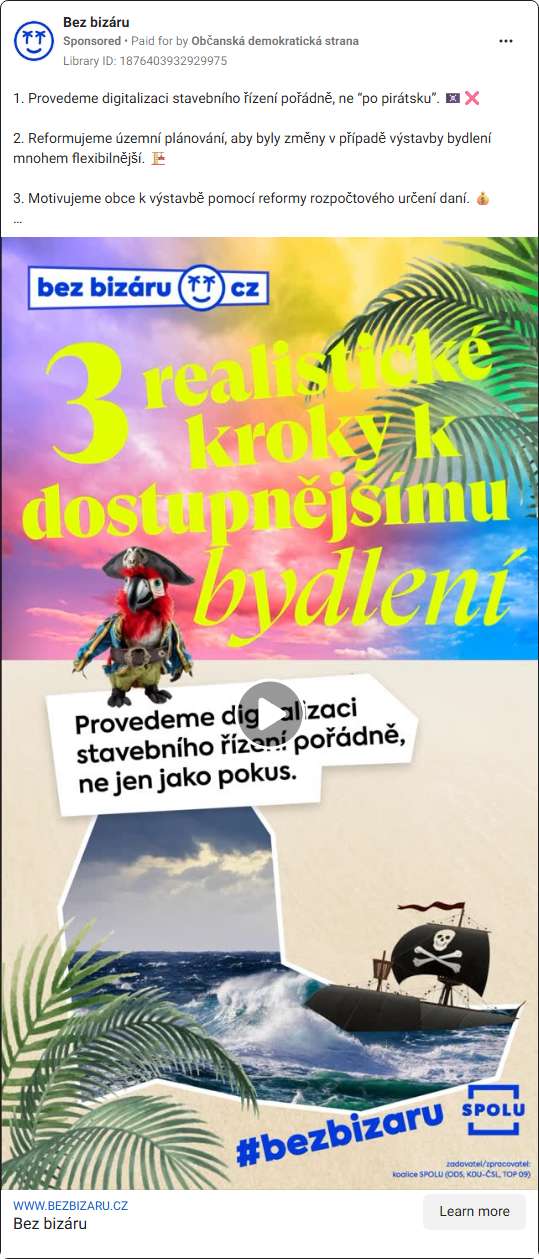 Bez bizáru
Sponsored • Paid for by Občanská demokratická strana
Library ID: 1876403932929975
1. Provedeme digitalizaci stavebního řízení pořádně, ne “po pirátsku”. 🏴‍☠️ ❌
2. Reformujeme územní plánování, aby byly změny v případě výstavby bydlení
mnohem flexibilnější. 🏗️
3. Motivujeme obce k výstavbě pomocí reformy rozpočtového určení daní. 💰
...
bez bizáru cz
3 realistické
kroky k
dostupnějšímu
bydlení
Provedeme digitalizaci
stavebního řízení pořádně,
ne jen jako pokus.
#bezbizaru
SPOLU
zadavatel/zpracovatel:
koalice SPOLU (ODS, KDU-ČSL, TOP 09)
WWW.BEZBIZARU.CZ
Bez bizáru
Learn more